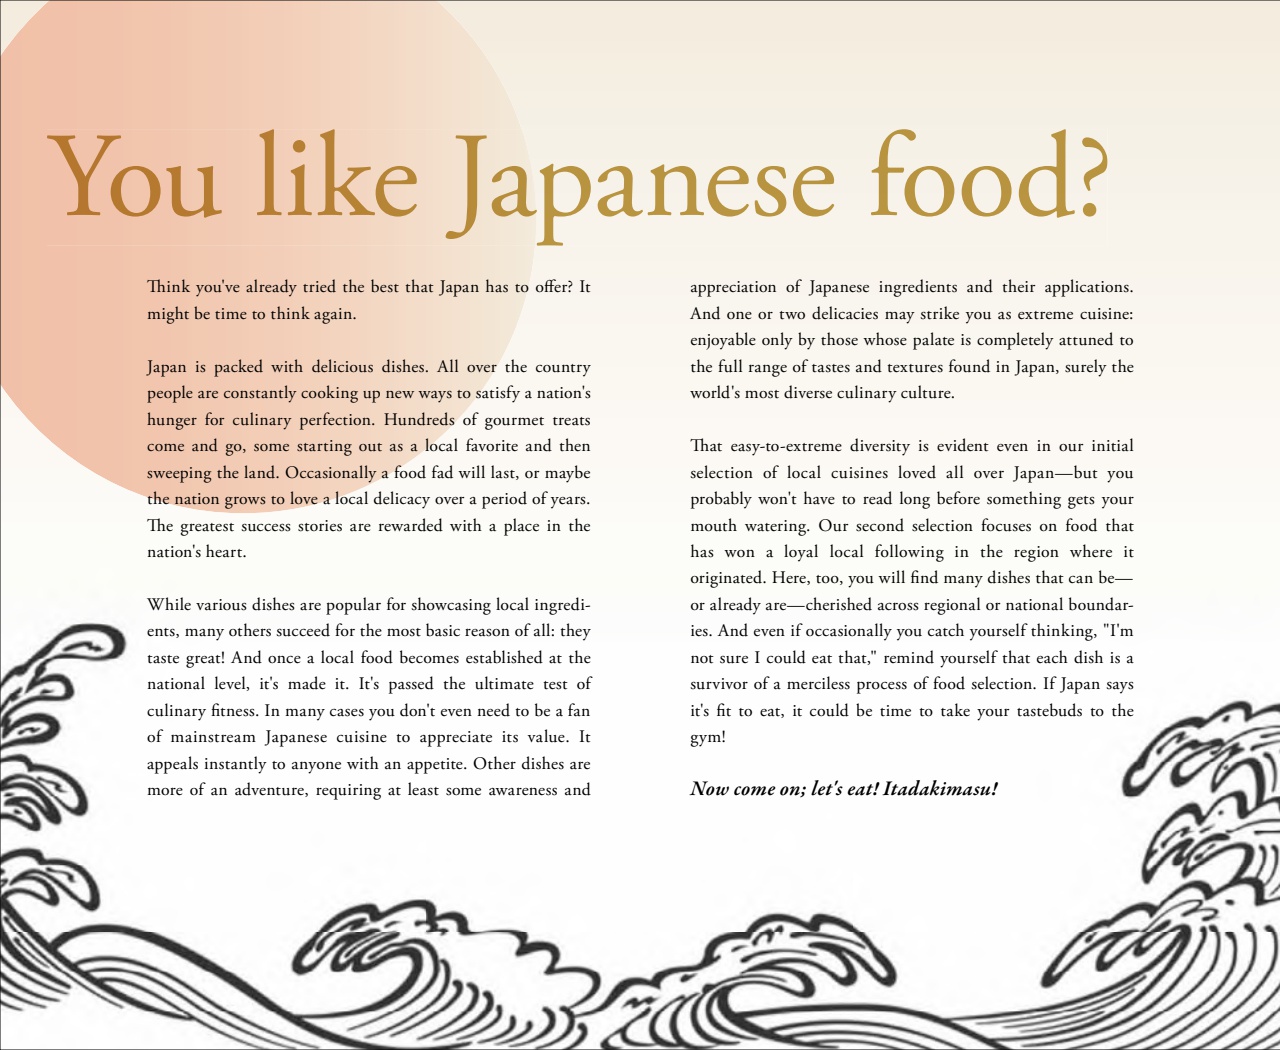 You like Japanese food?
Think you've already tried the best that Japan has to offer? It
might be time to think again.
Japan is packed with delicious dishes. All over the country
people are constantly cooking up new ways to satisfy a nation's
hunger for culinary perfection. Hundreds of gourmet treats
come and go, some starting out as a local favorite and then
sweeping the land. Occasionally a food fad will last, or maybe
the nation grows to love a local delicacy over a period of years.
The greatest success stories are rewarded with a place in the
nation's heart.
While various dishes are popular for showcasing local ingredi-
ents, many others succeed for the most basic reason of all: they
taste great! And once a local food becomes established at the
national level, it's made it. It's passed the ultimate test of
culinary fitness. In many cases you don't even need to be a fan
of mainstream Japanese cuisine to appreciate its value. It
appeals instantly to anyone with an appetite. Other dishes are
more of an adventure, requiring at least some awareness and
appreciation of Japanese ingredients and their applications.
And one or two delicacies may strike you as extreme cuisine:
enjoyable only by those whose palate is completely attuned to
the full range of tastes and textures found in Japan, surely the
world's most diverse culinary culture.
That easy-to-extreme diversity is evident even in our initial
selection of local cuisines loved all over Japan—but you
probably won't have to read long before something gets your
mouth watering. Our second selection focuses on food that
has won a loyal local following in the region where it
originated. Here, too, you will find many dishes that can be—
or already are—cherished across regional or national boundar-
ies. And even if occasionally you catch yourself thinking, "I'm
not sure I could eat that," remind yourself that each dish is a
survivor of a merciless process of food selection. If Japan says
it's fit to eat, it could be time to take your tastebuds to the
gym!
Now come on; let's eat! Itadakimasu!